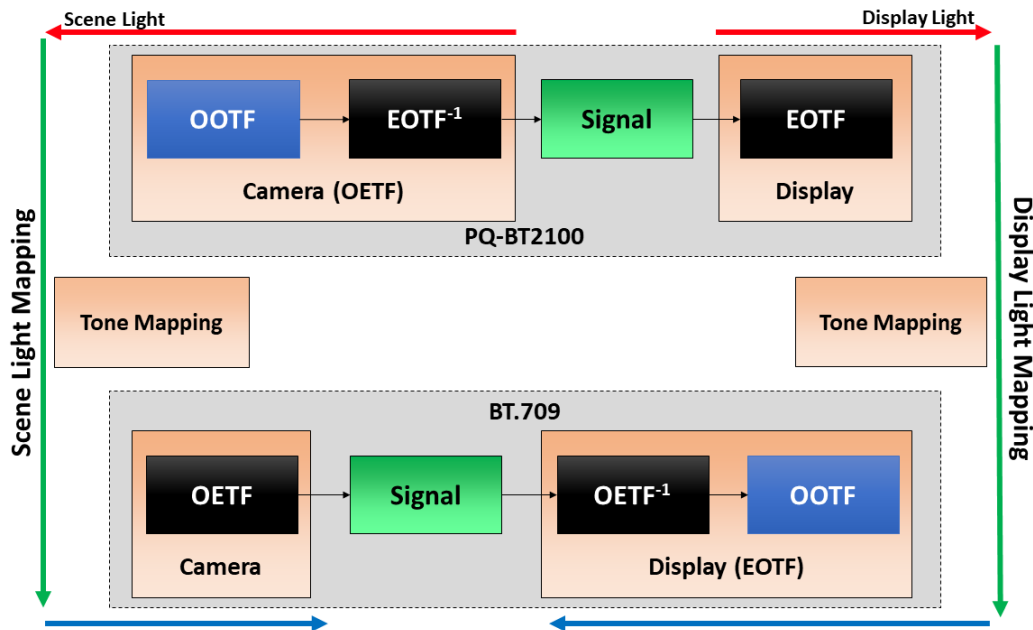 Scene Light
Display Light
OOTF
EOTF⁻¹
Signal
EOTF
Camera (OETF)
Display
PQ-BT2100
Scene Light Mapping
Tone Mapping
Tone Mapping
Display Light Mapping
BT.709
OETF
Signal
OETF⁻¹
OOTF
Camera
Display (EOTF)